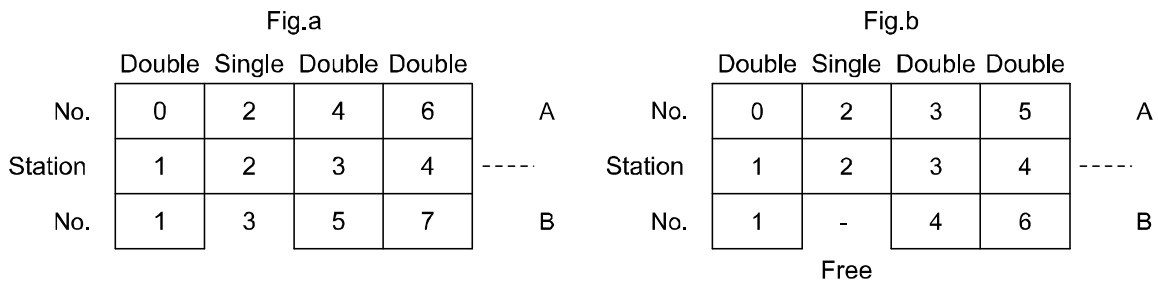 Fig.a
Double Single Double Double
No. 0 2 4 6 A
Station 1 2 3 4 -----
No. 1 3 5 7 B
Fig.b
Double Single Double Double
No. 0 2 3 5 A
Station 1 2 3 4 -----
No. 1 - 4 6 B
Free